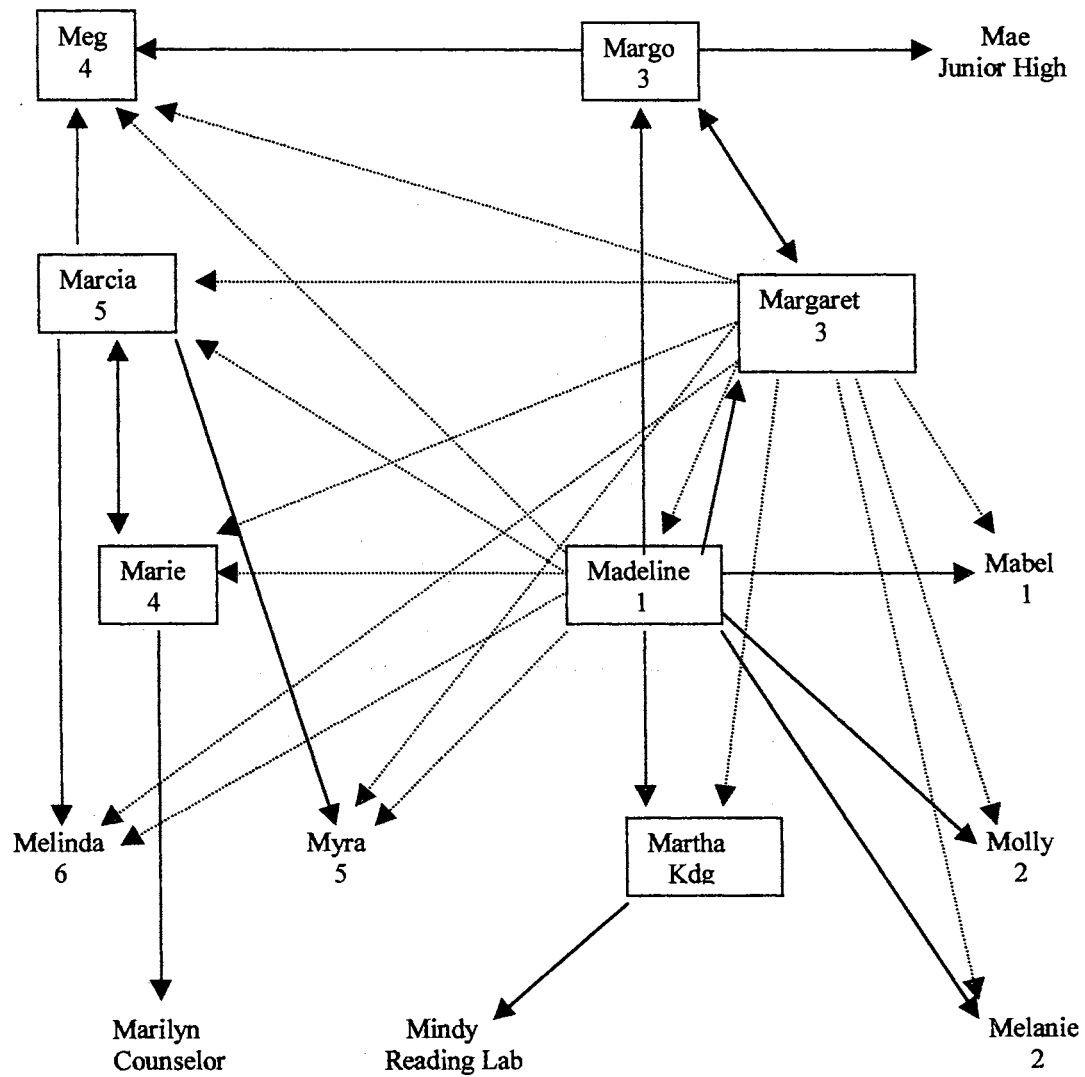 Meg
4
Margo
3
Mae
Junior High
Marcia
5
Margaret
3
Marie
4
Madeline
1
Mabel
1
Melinda
6
Myra
5
Martha
Kdg
Molly
2
Marilyn
Counselor
Mindy
Reading Lab
Melanie
2